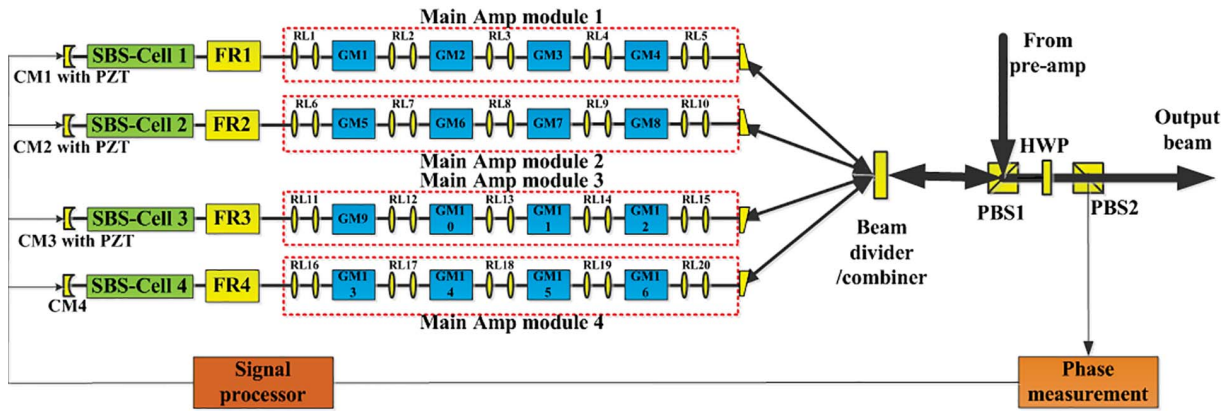 Main Amp module 1
RL1 RL2 RL3 RL4 RL5
SBS-Cell 1 FR1 GM1 GM2 GM3 GM4
CM1 with PZT
From
pre-amp
RL6 RL7 RL8 RL9 RL10
SBS-Cell 2 FR2 GM5 GM6 GM7 GM8
CM2 with PZT
Main Amp module 2
Output
beam
HWP
PBS1
PBS2
Main Amp module 3
RL11 RL12 RL13 RL14 RL15
SBS-Cell 3 FR3 GM9 GM1 GM1 GM1
0 1 2
CM3 with PZT
Beam
divider
/combiner
RL16 RL17 RL18 RL19 RL20
SBS-Cell 4 FR4 GM1 GM1 GM1 GM1
3 4 5 6
CM4
Main Amp module 4
Signal
processor
Phase
measurement